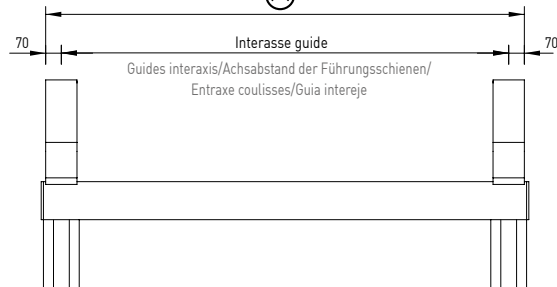 70
Interasse guide
70
Guides interaxis/Achsabstand der Führungsschienen/
Entraxe coulisses/Guia intereje